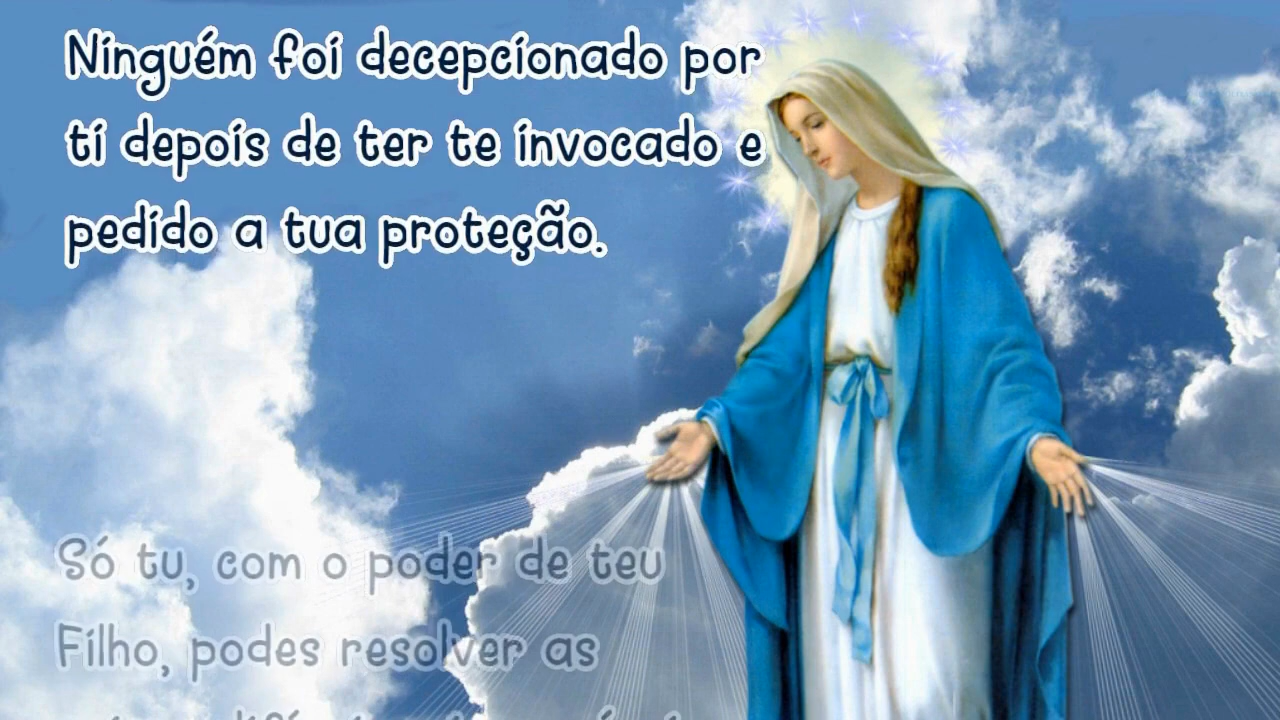 Ninguém foi decepcionado por
ti depois de ter te invocado e
pedido a tua proteção.
Só tu, com o poder de teu
Filho, podes resolver as